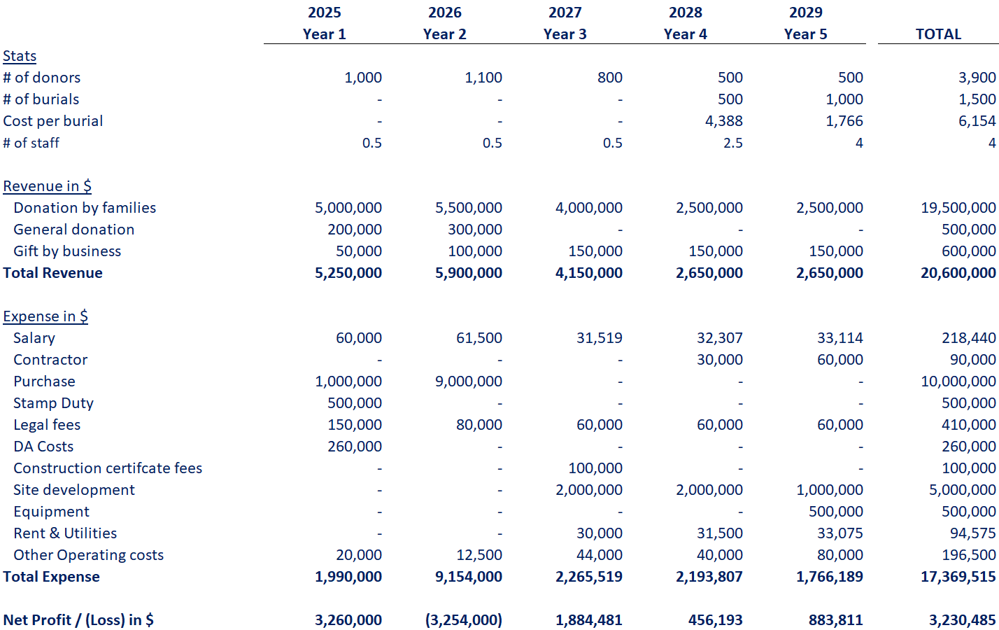 2025 2026 2027 2028 2029
Year 1 Year 2 Year 3 Year 4 Year 5 TOTAL
Stats
# of donors 1,000 1,100 800 500 500 3,900
# of burials - - - 500 1,000 1,500
Cost per burial - - - 4,388 1,766 6,154
# of staff 0.5 0.5 0.5 2.5 4 4
Revenue in $
Donation by families 5,000,000 5,500,000 4,000,000 2,500,000 2,500,000 19,500,000
General donation 200,000 300,000 - - - 500,000
Gift by business 50,000 100,000 150,000 150,000 150,000 600,000
Total Revenue 5,250,000 5,900,000 4,150,000 2,650,000 2,650,000 20,600,000
Expense in $
Salary 60,000 61,500 31,519 32,307 33,114 218,440
Contractor - - - 30,000 60,000 90,000
Purchase 1,000,000 9,000,000 - - - 10,000,000
Stamp Duty 500,000 - - - - 500,000
Legal fees 150,000 80,000 60,000 60,000 60,000 410,000
DA Costs 260,000 - - - - 260,000
Construction certifcate fees - - 100,000 - - 100,000
Site development - - 2,000,000 2,000,000 1,000,000 5,000,000
Equipment - - - - 500,000 500,000
Rent & Utilities - - 30,000 31,500 33,075 94,575
Other Operating costs 20,000 12,500 44,000 40,000 80,000 196,500
Total Expense 1,990,000 9,154,000 2,265,519 2,193,807 1,766,189 17,369,515
Net Profit / (Loss) in $ 3,260,000 (3,254,000) 1,884,481 456,193 883,811 3,230,485